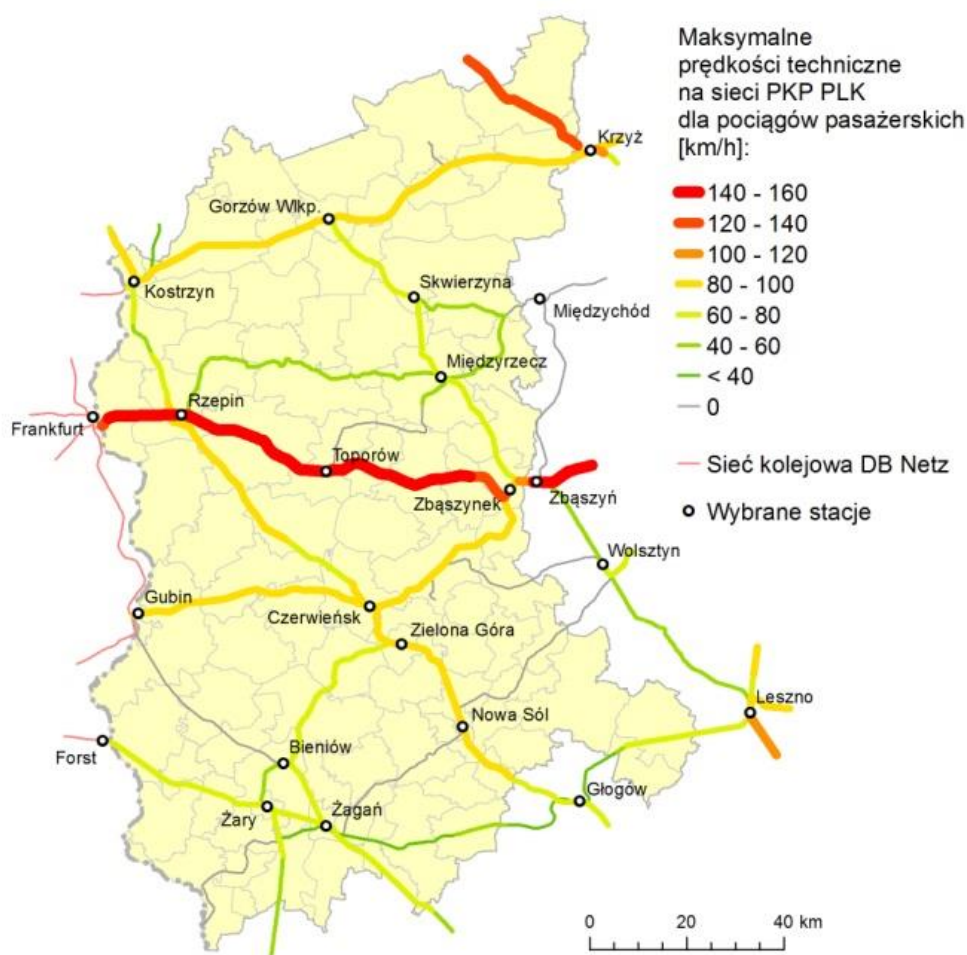 Maksymalne
prędkości techniczne
na sieci PKP PLK
dla pociągów pasażerskich
[km/h]:
140 - 160
120 - 140
100 - 120
80 - 100
60 - 80
40 - 60
< 40
0
Sieć kolejowa DB Netz
Wybrane stacje
Krzyż
Gorzów Wlkp.
Kostrzyn
Skwierzyna
Międzychód
Międzyrzecz
Rzepin
Frankfurt
Toporów
Zbąszynek
Zbąszyń
Wolsztyn
Gubin
Czerwieńsk
Zielona Góra
Leszno
Nowa Sól
Forst
Bieniów
Głogów
Żary
Żagań
0 20 40 km